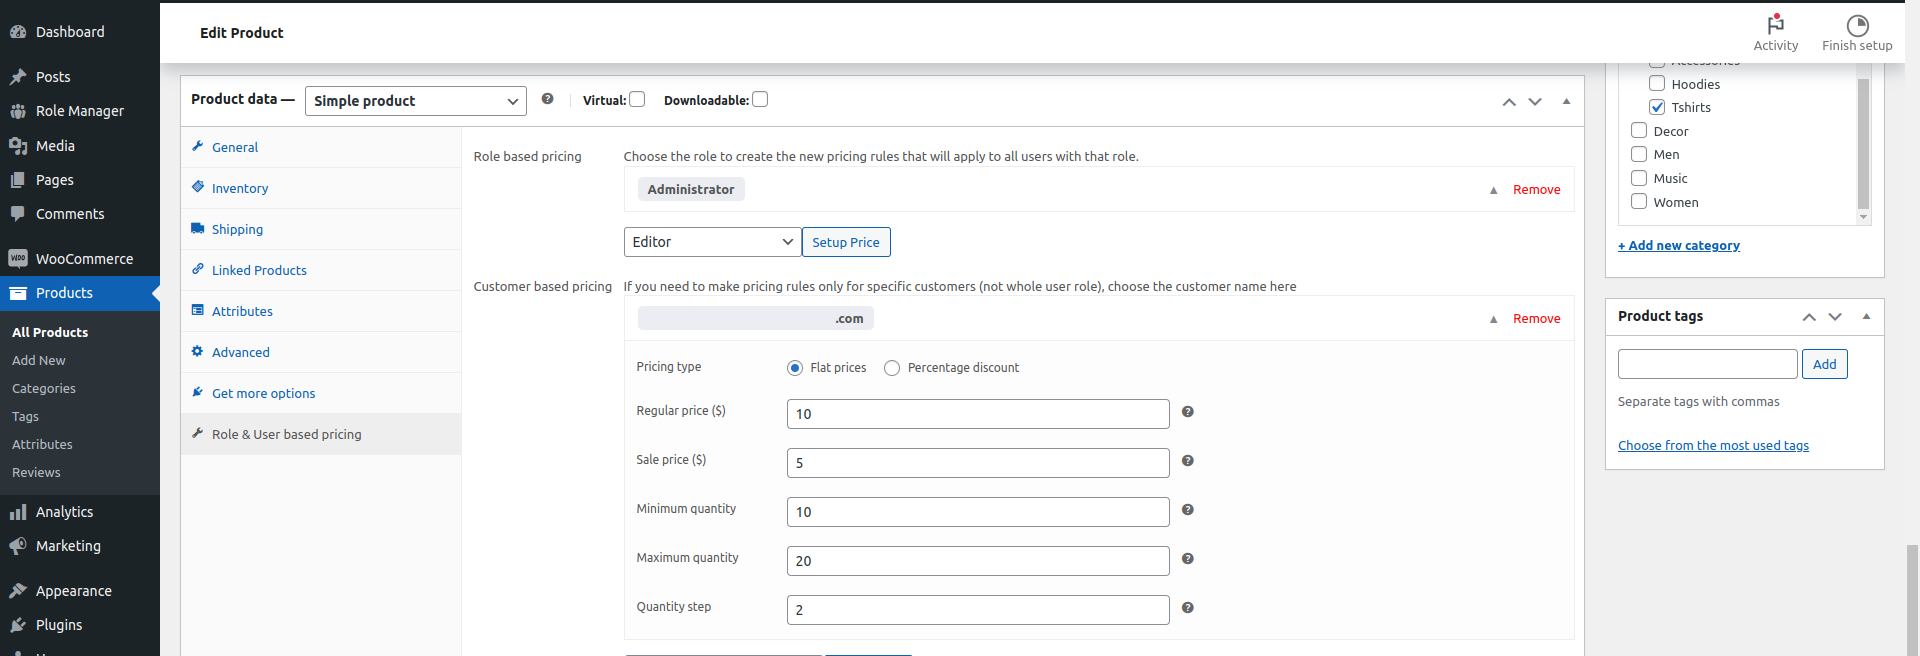 Dashboard
Posts
Role Manager
Media
Pages
Comments
WooCommerce
Products
All Products
Add New
Categories
Tags
Attributes
Reviews
Analytics
Marketing
Appearance
Plugins
Edit Product
Activity
Finish setup
Product data —
Simple product
Virtual:
Downloadable:
General
Inventory
Shipping
Linked Products
Attributes
Advanced
Get more options
Role & User based pricing
Role based pricing
Choose the role to create the new pricing rules that will apply to all users with that role.
Administrator
Remove
Editor
Setup Price
Customer based pricing
If you need to make pricing rules only for specific customers (not whole user role), choose the customer name here
.com
Remove
Pricing type
Flat prices
Percentage discount
Regular price ($)
10
Sale price ($)
5
Minimum quantity
10
Maximum quantity
20
Quantity step
2
Accessories
Hoodies
Tshirts
Decor
Men
Music
Women
+ Add new category
Product tags
Add
Separate tags with commas
Choose from the most used tags